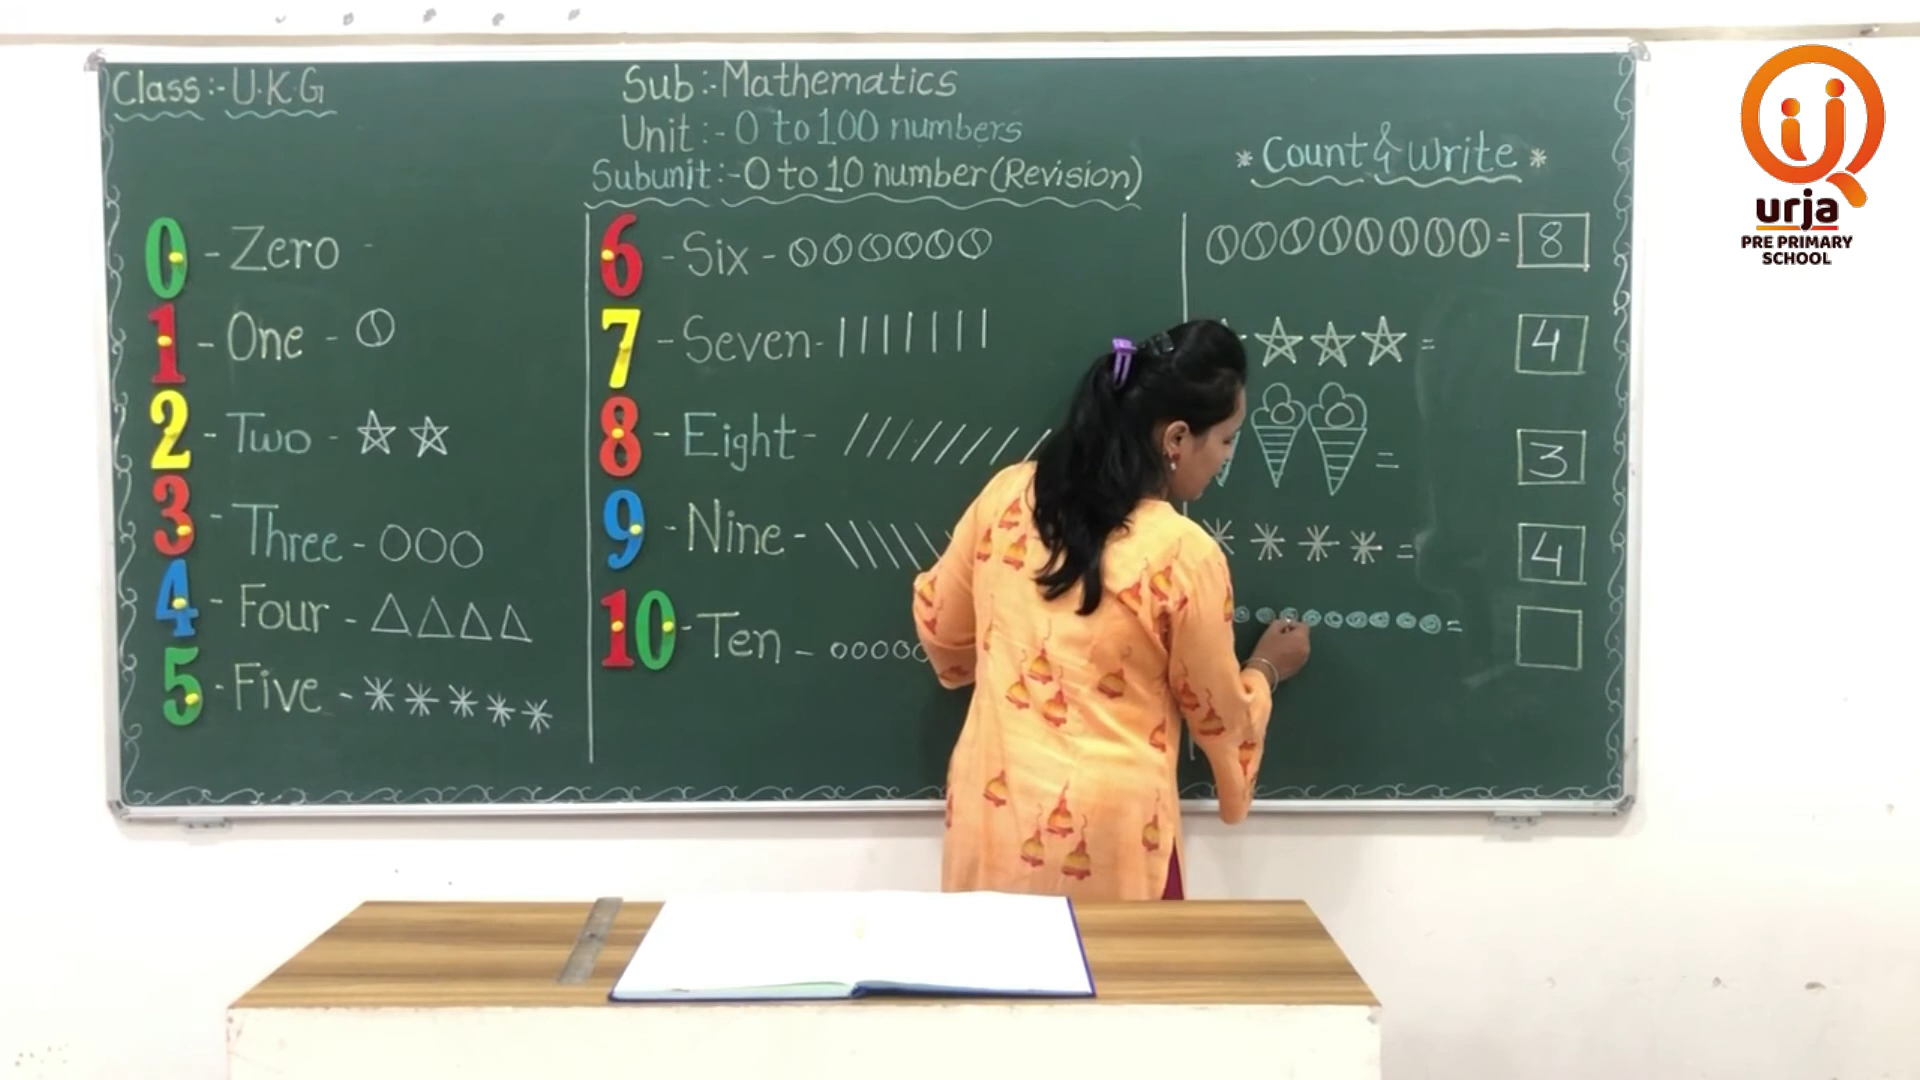 Class:- U.K.G
Sub:- Mathematics
Unit:- 0 to 100 numbers
Subunit:- 0 to 10 number (Revision)
0 - Zero -
1 - One -
2 - Two -
3 - Three -
4 - Four -
5 - Five -
6 - Six -
7 - Seven -
8 - Eight -
9 - Nine -
10 - Ten -
* Count & Write *
= 8
= 4
= 3
= 4
=
urja
PRE PRIMARY
SCHOOL